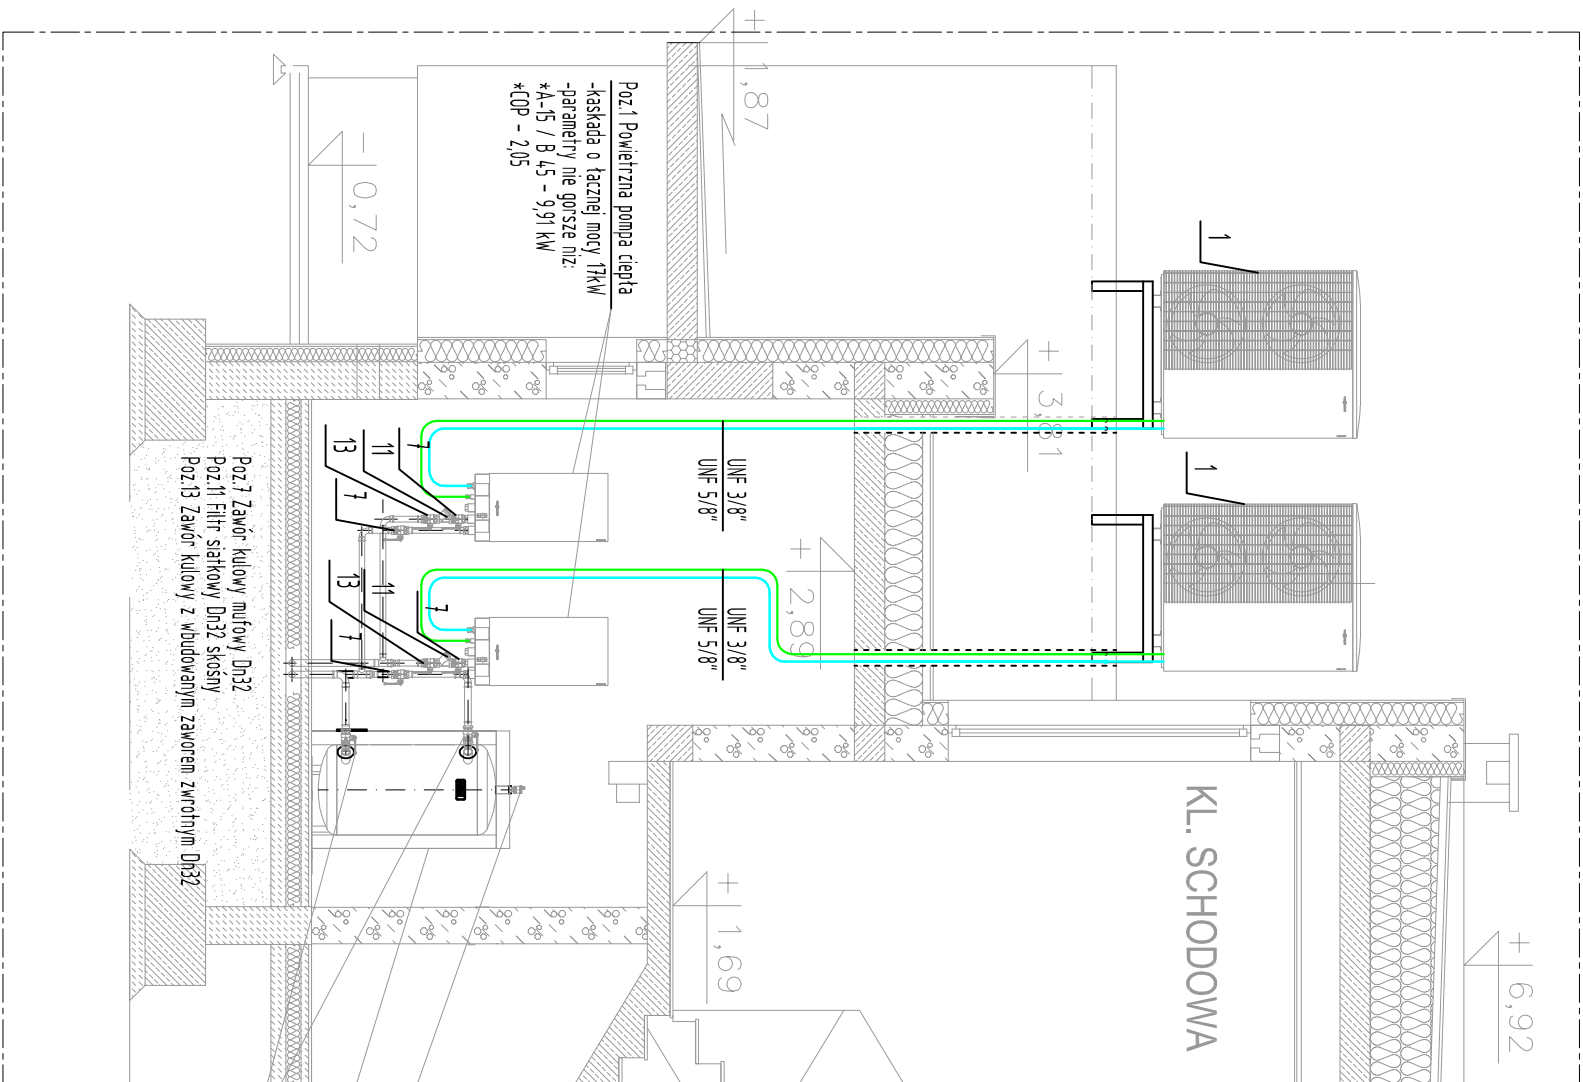 + 6,92
KL. SCHODOWA
1
1
+ 3,81
+ 2,89
+ 1,87
+ 1,69
UNF 3/8"
UNF 5/8"
UNF 3/8"
UNF 5/8"
Poz.1 Powietrzna pompa ciepła
-kaskada o łącznej mocy 17kW
-parametry nie gorsze niż:
*A-15 / B 45 - 9,91 kW
*COP - 2,05
- 0,72
7
11
13
7
7
11
13
7
Poz.7 Zawór kulowy mufowy Dn32
Poz.11 Filtr siatkowy Dn32 skośny
Poz.13 Zawór kulowy z wbudowanym zaworem zwrotnym Dn32